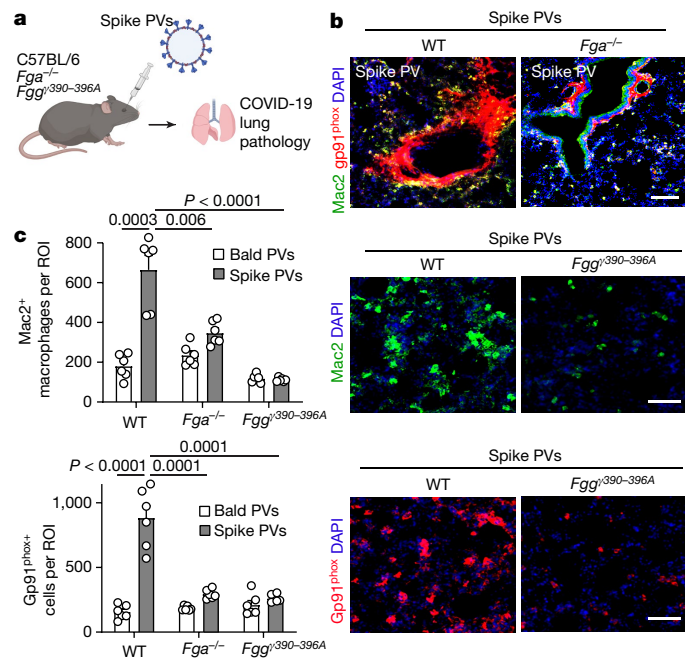 a
Spike PVs
C57BL/6
Fga–/–
Fggγ390–396A
COVID-19
lung
pathology
b
Spike PVs
WT
Fga–/–
Spike PV
Spike PV
Mac2 gp91phox DAPI
Spike PVs
WT
Fggγ390–396A
Mac2 DAPI
Spike PVs
WT
Fggγ390–396A
Gp91phox DAPI
c
P < 0.0001
0.0003
0.006
800
600
400
200
0
Mac2+
macrophages per ROI
Bald PVs
Spike PVs
WT
Fga–/–
Fggγ390–396A
0.0001
P < 0.0001
0.0001
1,000
500
0
Gp91phox+
cells per ROI
Bald PVs
Spike PVs
WT
Fga–/–
Fggγ390–396A